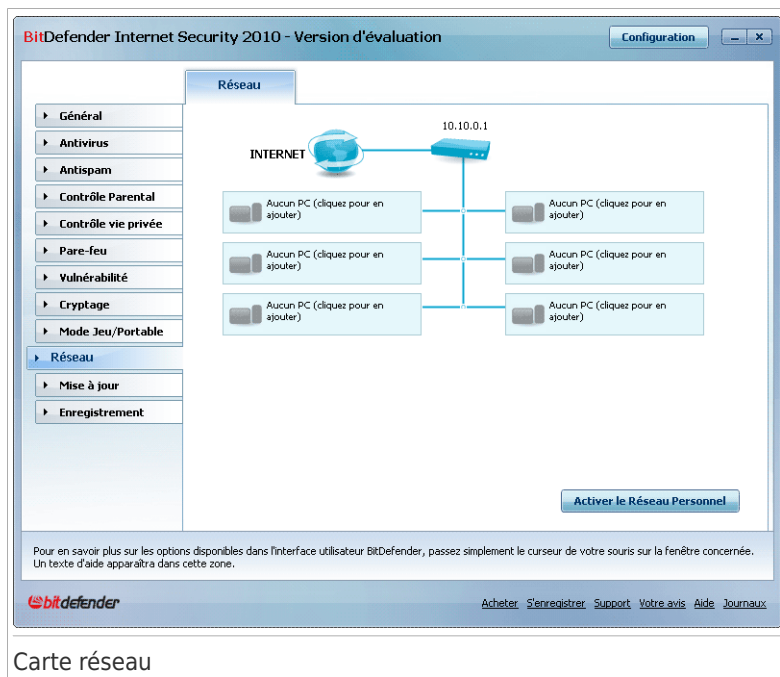 BitDefender Internet Security 2010 - Version d'évaluation
Configuration
Réseau
Général
Antivirus
Antispam
Contrôle Parental
Contrôle vie privée
Pare-feu
Vulnérabilité
Cryptage
Mode Jeu/Portable
Réseau
Mise à jour
Enregistrement
10.10.0.1
INTERNET
Aucun PC (cliquez pour en
ajouter)
Aucun PC (cliquez pour en
ajouter)
Aucun PC (cliquez pour en
ajouter)
Aucun PC (cliquez pour en
ajouter)
Aucun PC (cliquez pour en
ajouter)
Aucun PC (cliquez pour en
ajouter)
Activer le Réseau Personnel
Pour en savoir plus sur les options disponibles dans l'interface utilisateur BitDefender, passez simplement le curseur de votre souris sur la fenêtre concernée.
Un texte d'aide apparaîtra dans cette zone.
bitdefender
Acheter S'enregistrer Support Votre avis Aide Journaux
Carte réseau